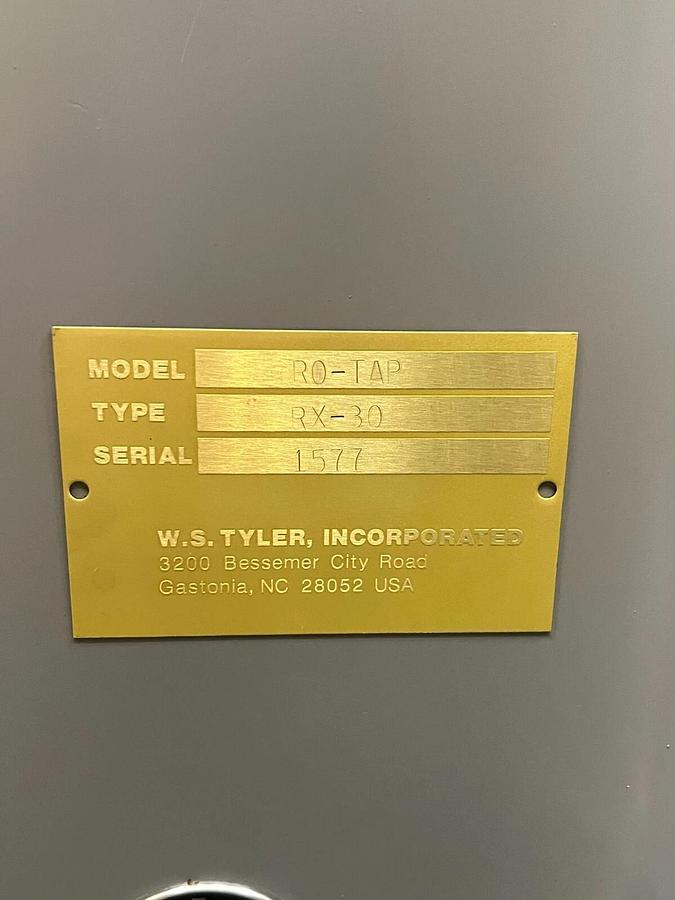 MODEL RO-TAP
TYPE RX-30
SERIAL 1577
W.S. TYLER, INCORPORATED
3200 Bessemer City Road
Gastonia, NC 28052 USA